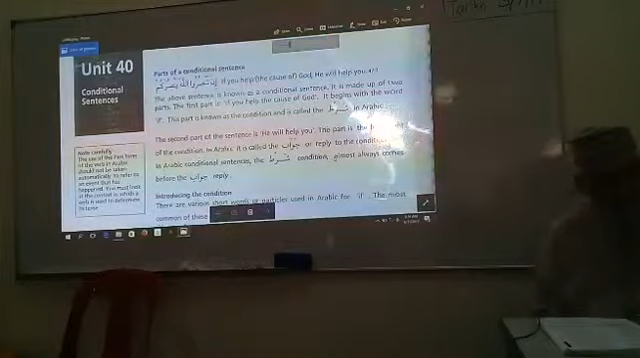 Unit 40
Conditional
Sentences
Note carefully
The use of the Past form
of the verb in Arabic
should not be taken
automatically to refer to
an event that has
happened. You must look
at the context in which a
verb is used to determine
its tense
Parts of a conditional sentence
إن تنصروا الله ينصركم If you help (the cause of) God, He will help you. 47:7
The above sentence is known as a conditional sentence. It is made up of two
parts. The first part is 'If you help the cause of God'. It begins with the word
'if'. This part is known as the condition and is called the شرط in Arabic.
The second part of the sentence is 'He will help you'. The part is the
of the condition. In Arabic it is called the جواب or reply to the condition
In Arabic conditional sentences, the شرط condition, almost always comes
before the جواب reply.
Introducing the condition
There are various short words or particles used in Arabic for 'if'. The most
common of these